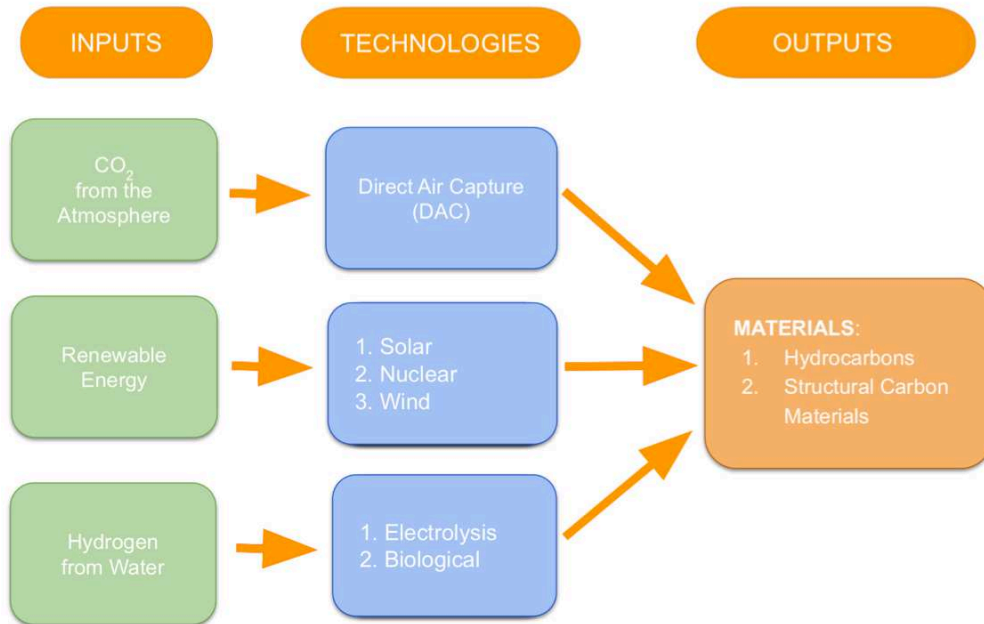 INPUTS
TECHNOLOGIES
OUTPUTS
CO₂
from the
Atmosphere
Direct Air Capture
(DAC)
Renewable
Energy
1. Solar
2. Nuclear
3. Wind
MATERIALS:
1. Hydrocarbons
2. Structural Carbon
Materials
Hydrogen
from Water
1. Electrolysis
2. Biological